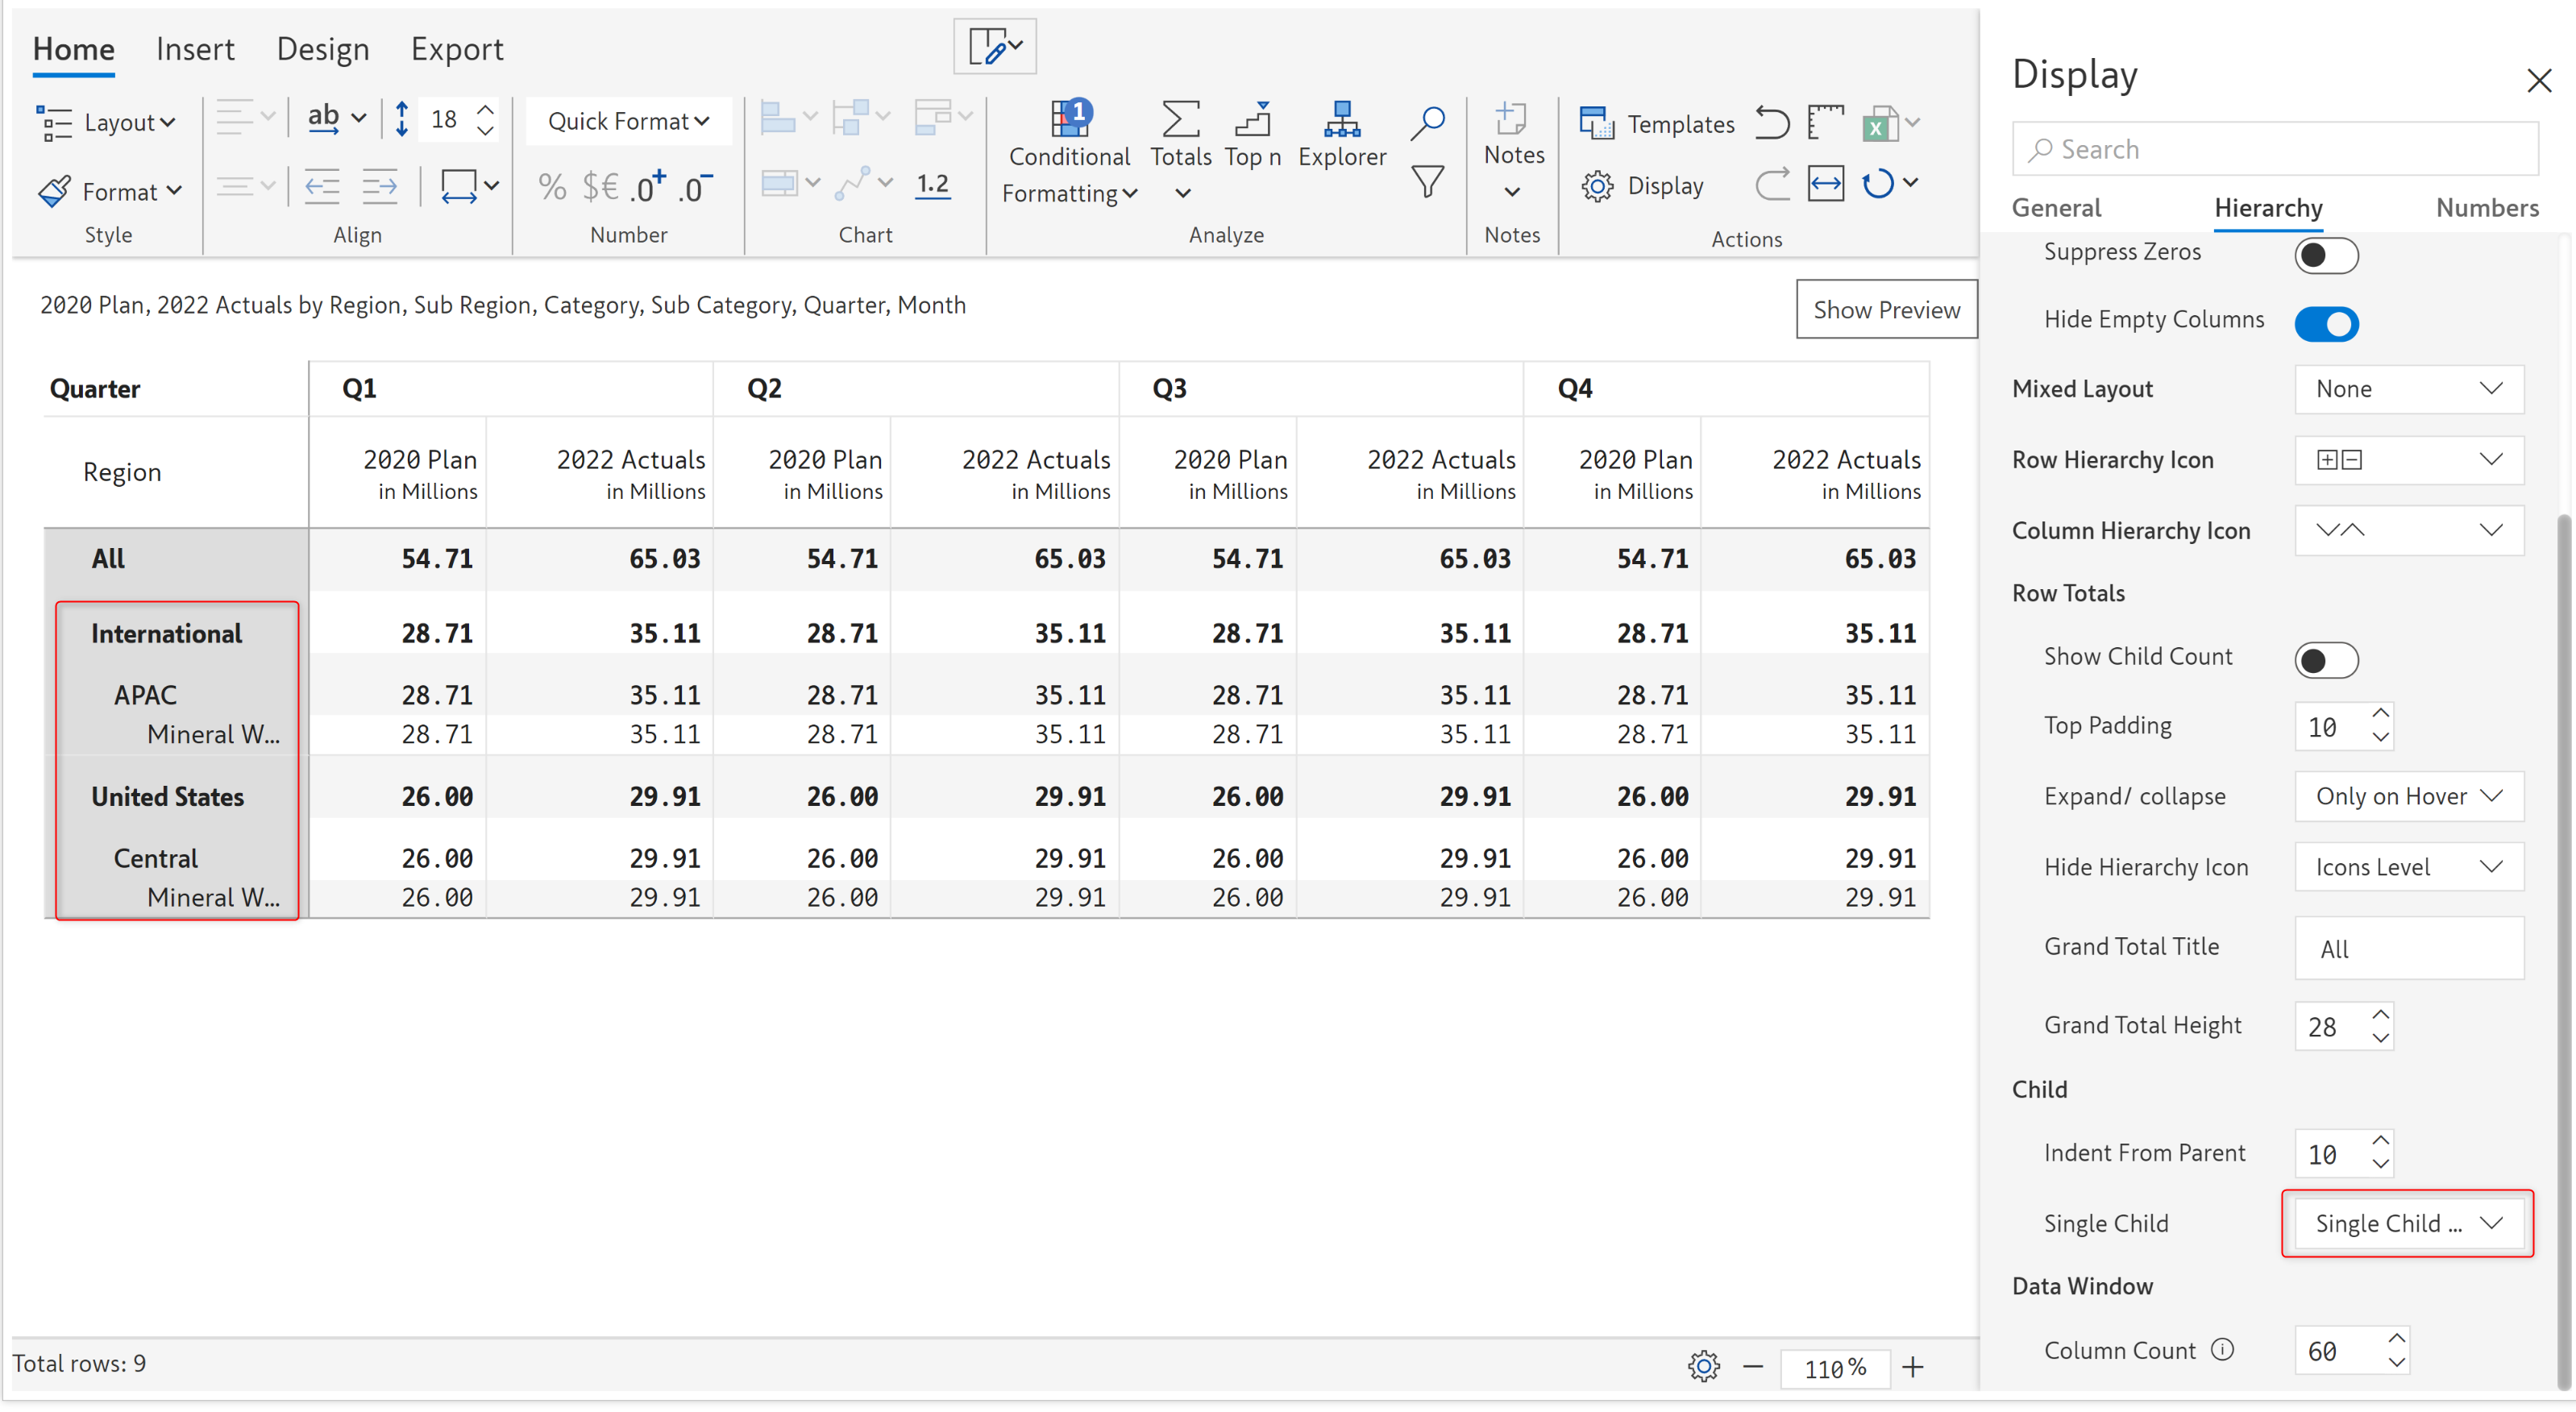 Home Insert Design Export
Layout
ab
18
Quick Format
Conditional Formatting
Totals
Top n
Explorer
Notes
Templates
Format
% $€ .0+ .0−
1.2
1
X
Display
Style Align Number Chart Analyze Notes Actions
2020 Plan, 2022 Actuals by Region, Sub Region, Category, Sub Category, Quarter, Month
Show Preview
Quarter Q1 Q2 Q3 Q4
Region 2020 Plan 2022 Actuals 2020 Plan 2022 Actuals 2020 Plan 2022 Actuals 2020 Plan 2022 Actuals
in Millions in Millions in Millions in Millions in Millions in Millions in Millions in Millions
All 54.71 65.03 54.71 65.03 54.71 65.03 54.71 65.03
International 28.71 35.11 28.71 35.11 28.71 35.11 28.71 35.11
APAC 28.71 35.11 28.71 35.11 28.71 35.11 28.71 35.11
Mineral W... 28.71 35.11 28.71 35.11 28.71 35.11 28.71 35.11
United States 26.00 29.91 26.00 29.91 26.00 29.91 26.00 29.91
Central 26.00 29.91 26.00 29.91 26.00 29.91 26.00 29.91
Mineral W... 26.00 29.91 26.00 29.91 26.00 29.91 26.00 29.91
Total rows: 9
110 %
Display
Search
General Hierarchy Numbers
Suppress Zeros
Hide Empty Columns
Mixed Layout None
Row Hierarchy Icon
Column Hierarchy Icon
Row Totals
Show Child Count
Top Padding 10
Expand/ collapse Only on Hover
Hide Hierarchy Icon Icons Level
Grand Total Title All
Grand Total Height 28
Child
Indent From Parent 10
Single Child Single Child ...
Data Window
Column Count 60